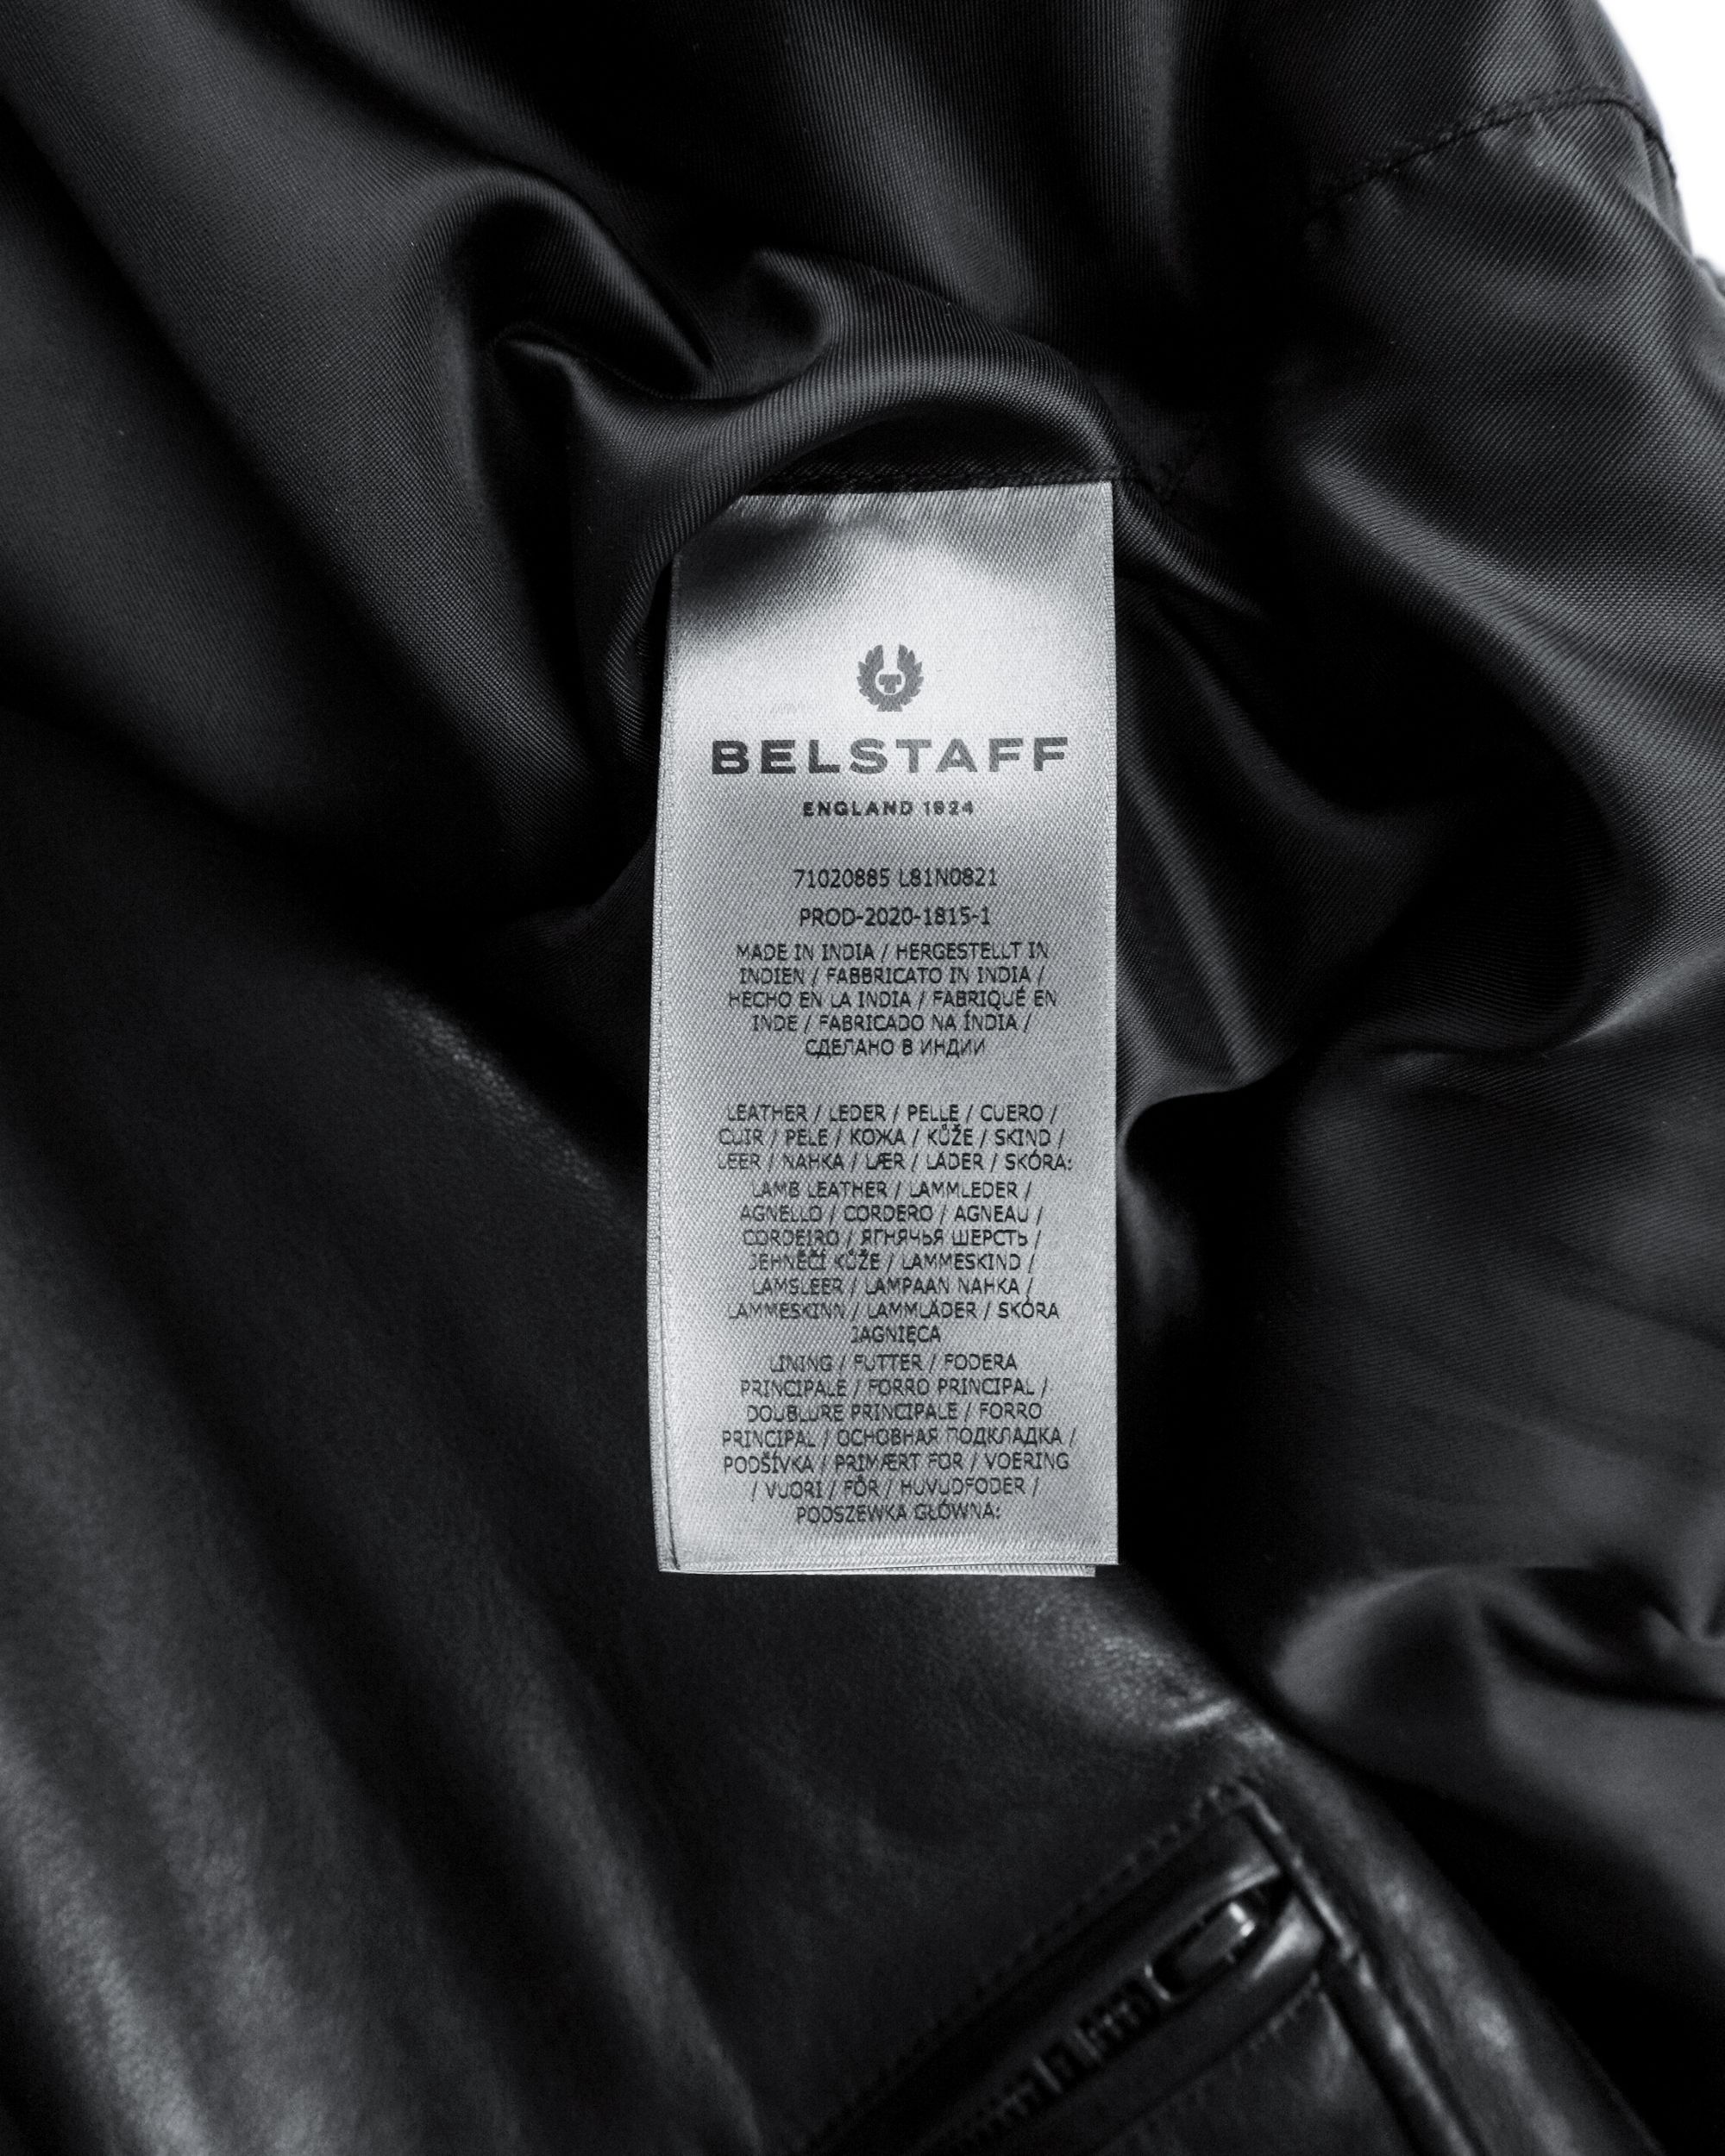 BELSTAFF
ENGLAND 1924
71020885 L81N0821
PROD-2020-1815-1
MADE IN INDIA / HERGESTELLT IN
INDIEN / FABBRICATO IN INDIA /
HECHO EN LA INDIA / FABRIQUÉ EN
INDE / FABRICADO NA ÍNDIA /
СДЕЛАНО В ИНДИИ
LEATHER / LEDER / PELLE / CUERO /
CUIR / PELE / КОЖА / KŮŽE / SKIND /
LEER / NAHKA / LÆR / LÄDER / SKÓRA:
LAMB LEATHER / LAMMLEDER /
AGNELLO / CORDERO / AGNEAU /
CORDEIRO / ЯГНЯЧЬЯ ШЕРСТЬ /
JEHNĚČÍ KŮŽE / LAMMESKIND /
LAMSLEER / LAMPAAN NAHKA /
LAMMESKINN / LAMMLÄDER / SKÓRA
JAGNIĘCA
LINING / FUTTER / FODERA
PRINCIPALE / FORRO PRINCIPAL /
DOUBLURE PRINCIPALE / FORRO
PRINCIPAL / ОСНОВНАЯ ПОДКЛАДКА /
PODŠÍVKA / PRIMÆRT FOR / VOERING
/ VUORI / FÔR / HUVUDFODER /
PODSZEWKA GŁÓWNA: